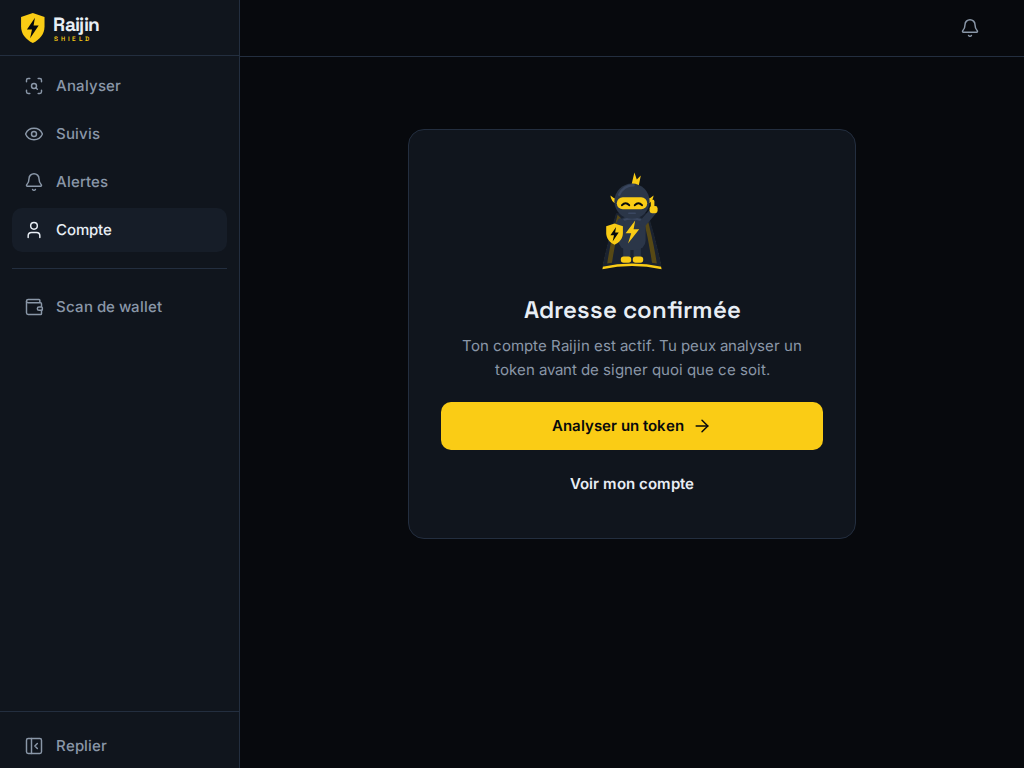 Raijin
SHIELD
Analyser
Suivis
Alertes
Compte
Scan de wallet
Replier
Adresse confirmée
Ton compte Raijin est actif. Tu peux analyser un
token avant de signer quoi que ce soit.
Analyser un token
Voir mon compte